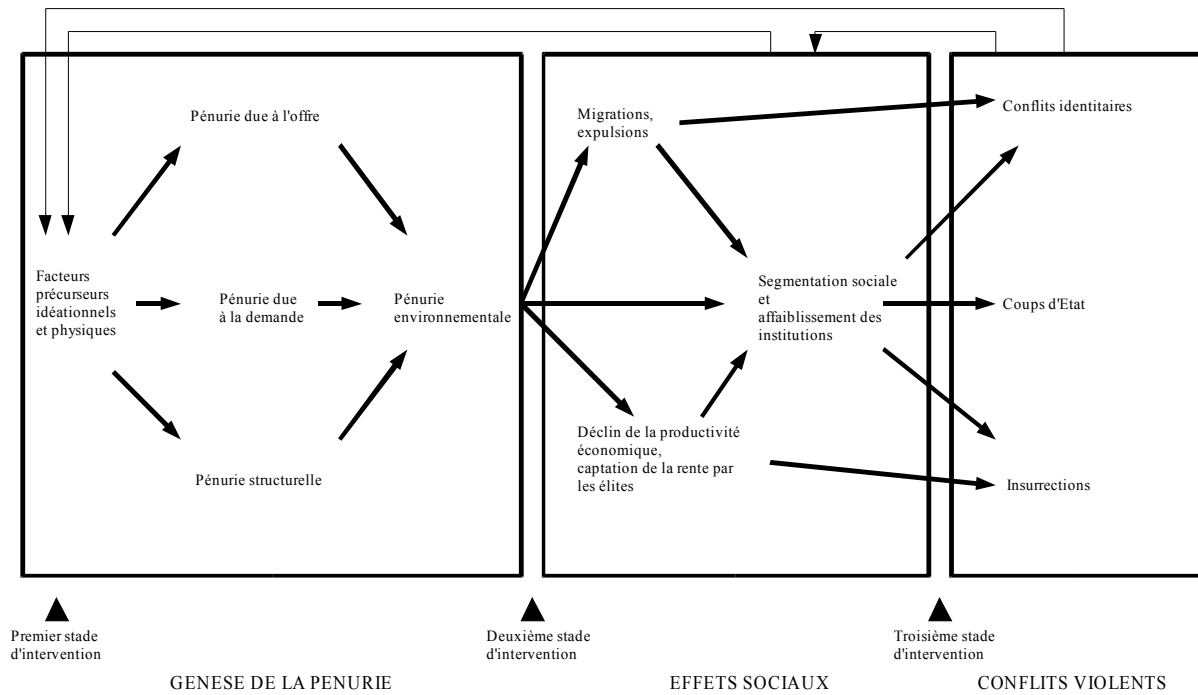 Pénurie due à l'offre
Facteurs
précurseurs
idéationnels
et physiques
Pénurie due
à la demande
Pénurie
environnementale
Pénurie structurelle
Migrations,
expulsions
Segmentation sociale
et
affaiblissement des
institutions
Déclin de la productivité
économique,
captation de la rente par
les élites
Conflits identitaires
Coups d'Etat
Insurrections
Premier stade
d'intervention
Deuxième stade
d'intervention
Troisième stade
d'intervention
GENESE DE LA PENURIE
EFFETS SOCIAUX
CONFLITS VIOLENTS